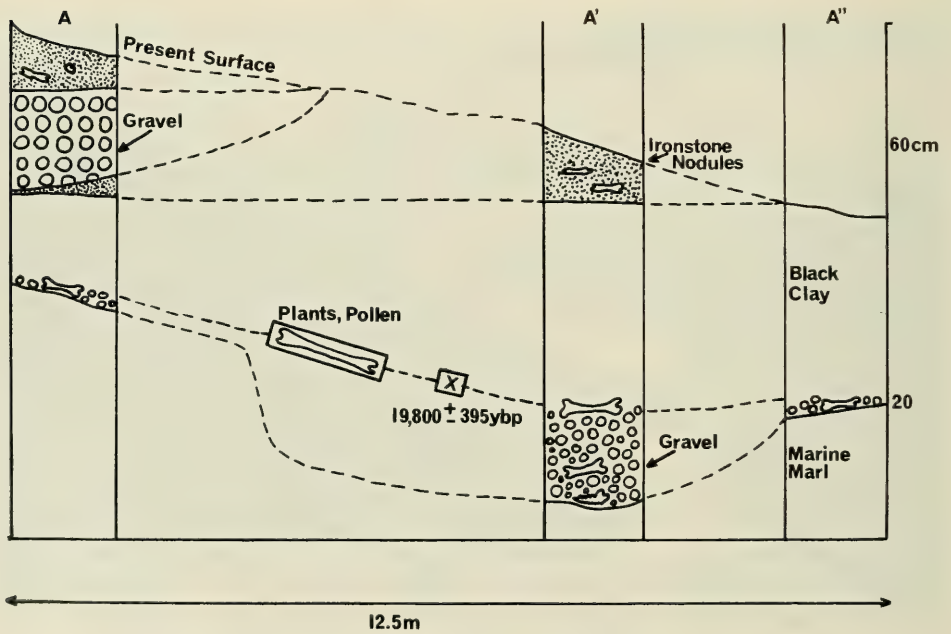 A
A'
A"
Present Surface
Gravel
Ironstone
Nodules
60cm
Black
Clay
Plants, Pollen
X
19,800 ± 395ybp
20
Gravel
Marine
Marl
12.5m